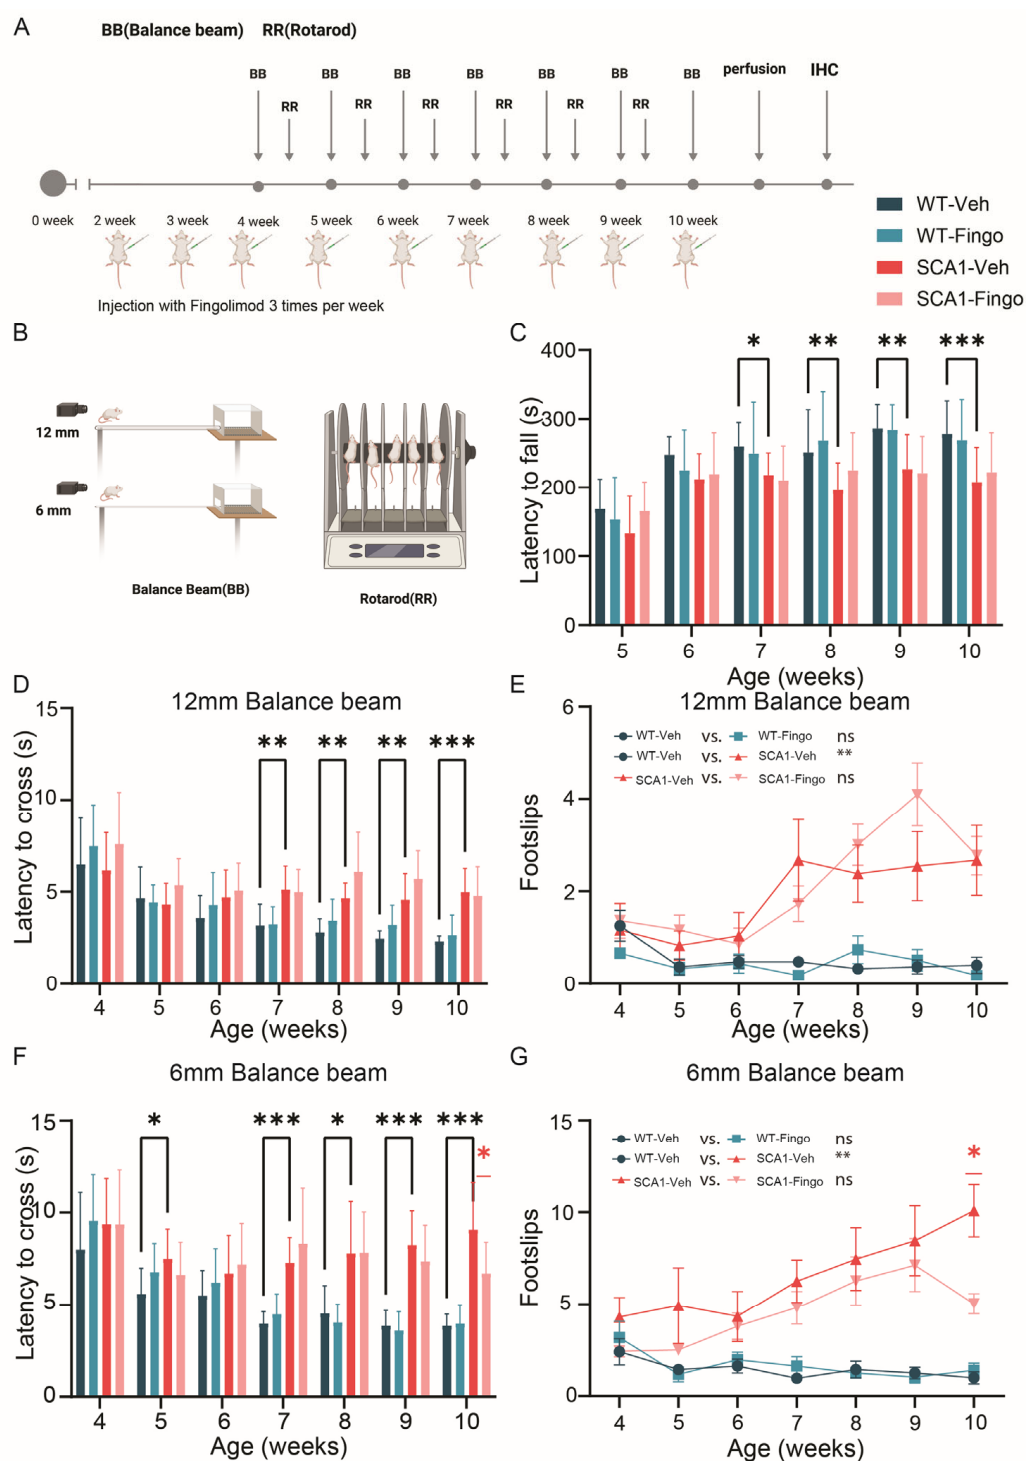 A
BB(Balance beam) RR(Rotarod)
BB BB BB BB BB BB BB perfusion IHC
RR RR RR RR RR RR
0 week 2 week 3 week 4 week 5 week 6 week 7 week 8 week 9 week 10 week
Injection with Fingolimod 3 times per week
WT-Veh
WT-Fingo
SCA1-Veh
SCA1-Fingo
B
12 mm
6 mm
Balance Beam(BB)
Rotarod(RR)
C
Latency to fall (s)
400
300
200
100
0
* ** ** ***
5 6 7 8 9 10
Age (weeks)
D
12mm Balance beam
Latency to cross (s)
15
10
5
0
** ** ** ***
4 5 6 7 8 9 10
Age (weeks)
E
12mm Balance beam
Footslips
6
4
2
0
WT-Veh vs. WT-Fingo ns
WT-Veh vs. SCA1-Veh **
SCA1-Veh vs. SCA1-Fingo ns
4 5 6 7 8 9 10
Age (weeks)
F
6mm Balance beam
Latency to cross (s)
15
10
5
0
* *** * *** ***
*
4 5 6 7 8 9 10
Age (weeks)
G
6mm Balance beam
Footslips
15
10
5
0
WT-Veh vs. WT-Fingo ns
WT-Veh vs. SCA1-Veh **
SCA1-Veh vs. SCA1-Fingo ns
*
4 5 6 7 8 9 10
Age (weeks)